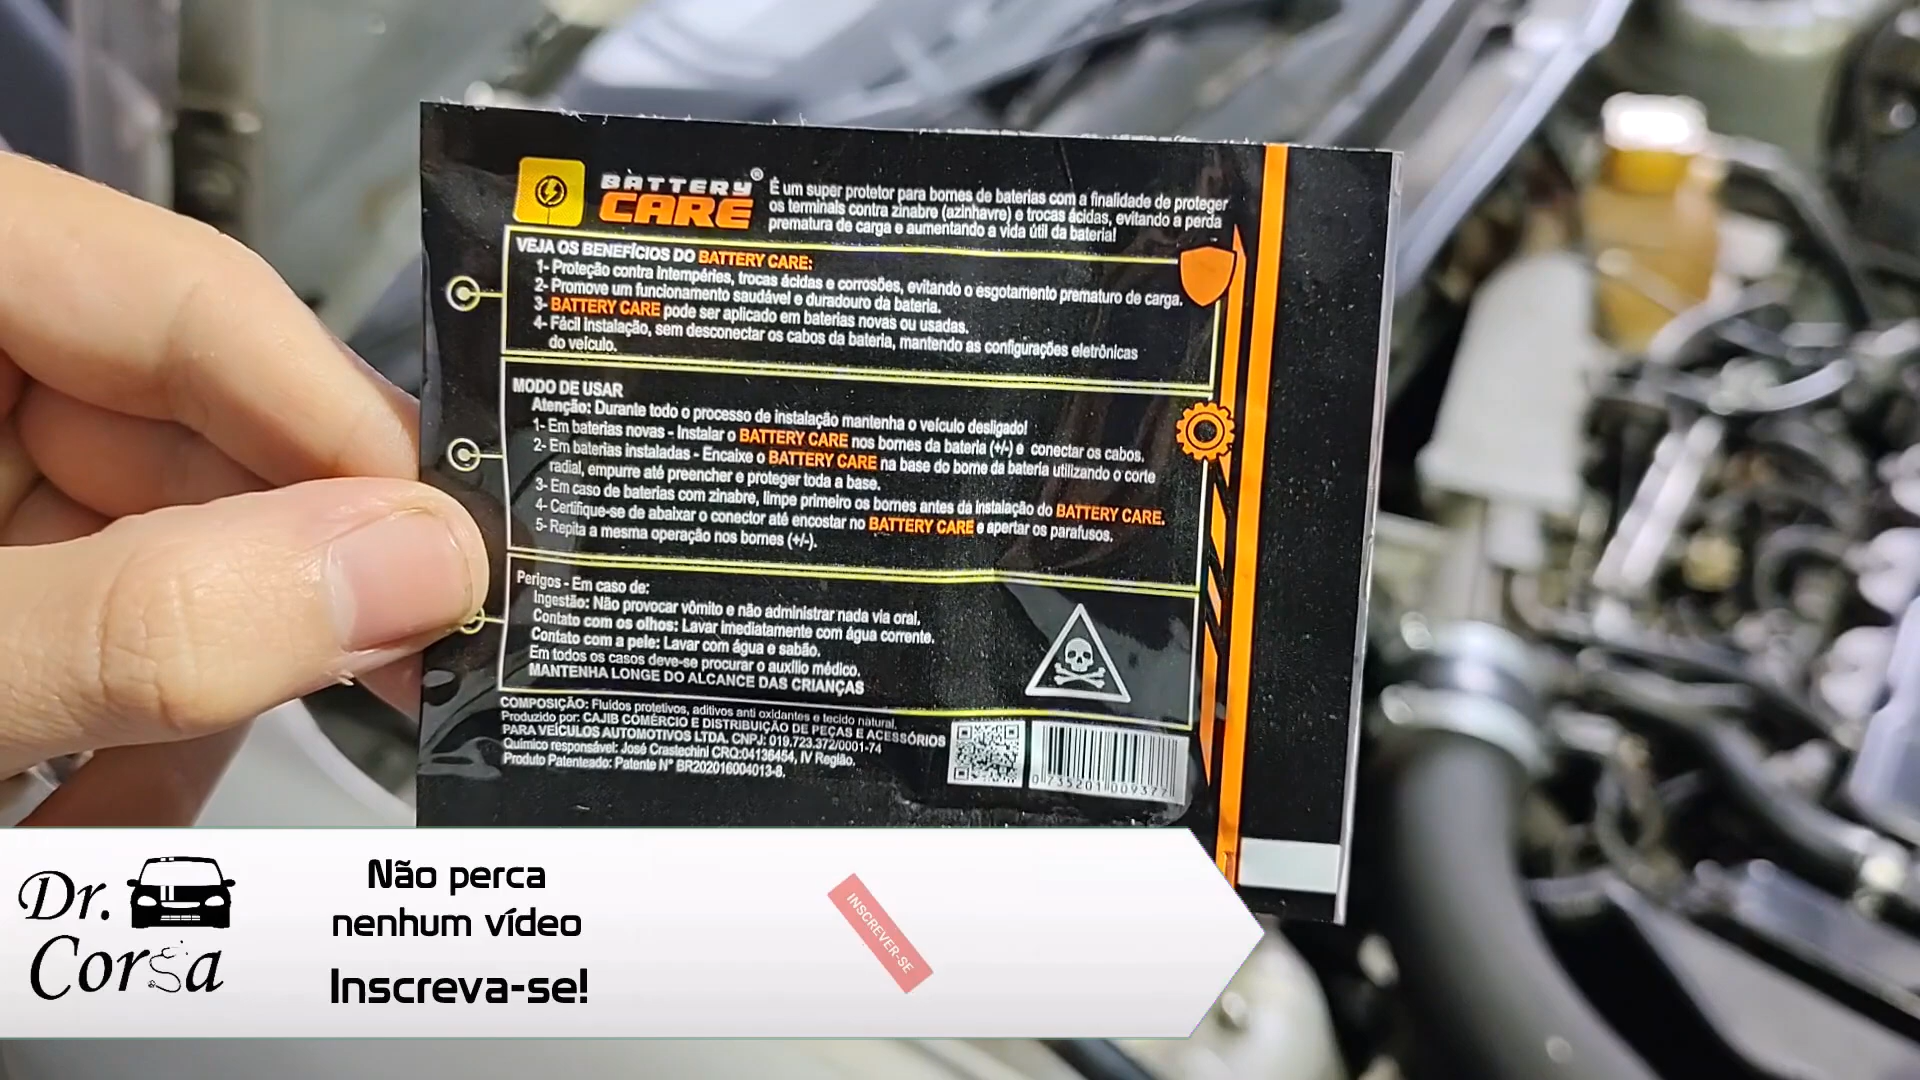 BATTERY®
CARE
É um super protetor para bornes de baterias com a finalidade de proteger
os terminais contra zinabre (azinhavre) e trocas ácidas, evitando a perda
prematura de carga e aumentando a vida útil da bateria!
VEJA OS BENEFÍCIOS DO BATTERY CARE:
1- Proteção contra intempéries, trocas ácidas e corrosões, evitando o esgotamento prematuro de carga.
2- Promove um funcionamento saudável e duradouro da bateria.
3- BATTERY CARE pode ser aplicado em baterias novas ou usadas.
4- Fácil instalação, sem desconectar os cabos da bateria, mantendo as configurações eletrônicas
do veículo.
MODO DE USAR
Atenção: Durante todo o processo de instalação mantenha o veículo desligado!
1- Em baterias novas - Instalar o BATTERY CARE nos bornes da bateria (+/-) e conectar os cabos.
2- Em baterias instaladas - Encaixe o BATTERY CARE na base do borne da bateria utilizando o corte
radial, empurre até preencher e proteger toda a base.
3- Em caso de baterias com zinabre, limpe primeiro os bornes antes da instalação do BATTERY CARE.
4- Certifique-se de abaixar o conector até encostar no BATTERY CARE e apertar os parafusos.
5- Repita a mesma operação nos bornes (+/-).
Perigos - Em caso de:
Ingestão: Não provocar vômito e não administrar nada via oral.
Contato com os olhos: Lavar imediatamente com água corrente.
Contato com a pele: Lavar com água e sabão.
Em todos os casos deve-se procurar o auxílio médico.
MANTENHA LONGE DO ALCANCE DAS CRIANÇAS
COMPOSIÇÃO: Fluidos protetivos, aditivos anti oxidantes e tecido natural.
Produzido por: CAJIB COMÉRCIO E DISTRIBUIÇÃO DE PEÇAS E ACESSÓRIOS
PARA VEÍCULOS AUTOMOTIVOS LTDA. CNPJ: 019.723.372/0001-74
Químico responsável: José Crastechini CRQ:04136454, IV Região.
Produto Patenteado: Patente N° BR202016004013-8.
0 735201 009377
Dr.
Corsa
Não perca
nenhum vídeo
Inscreva-se!
INSCREVER-SE